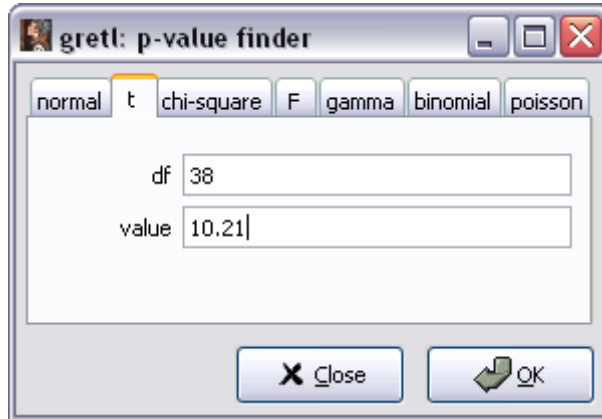 gretl: p-value finder
normal t chi-square F gamma binomial poisson
df 38
value 10.21
Close OK